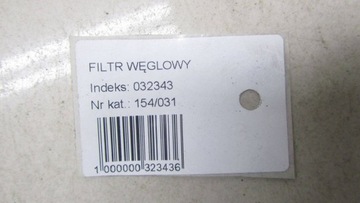 FILTR WĘGLOWY
Indeks: 032343
Nr kat.: 154/031
1 000000 323436